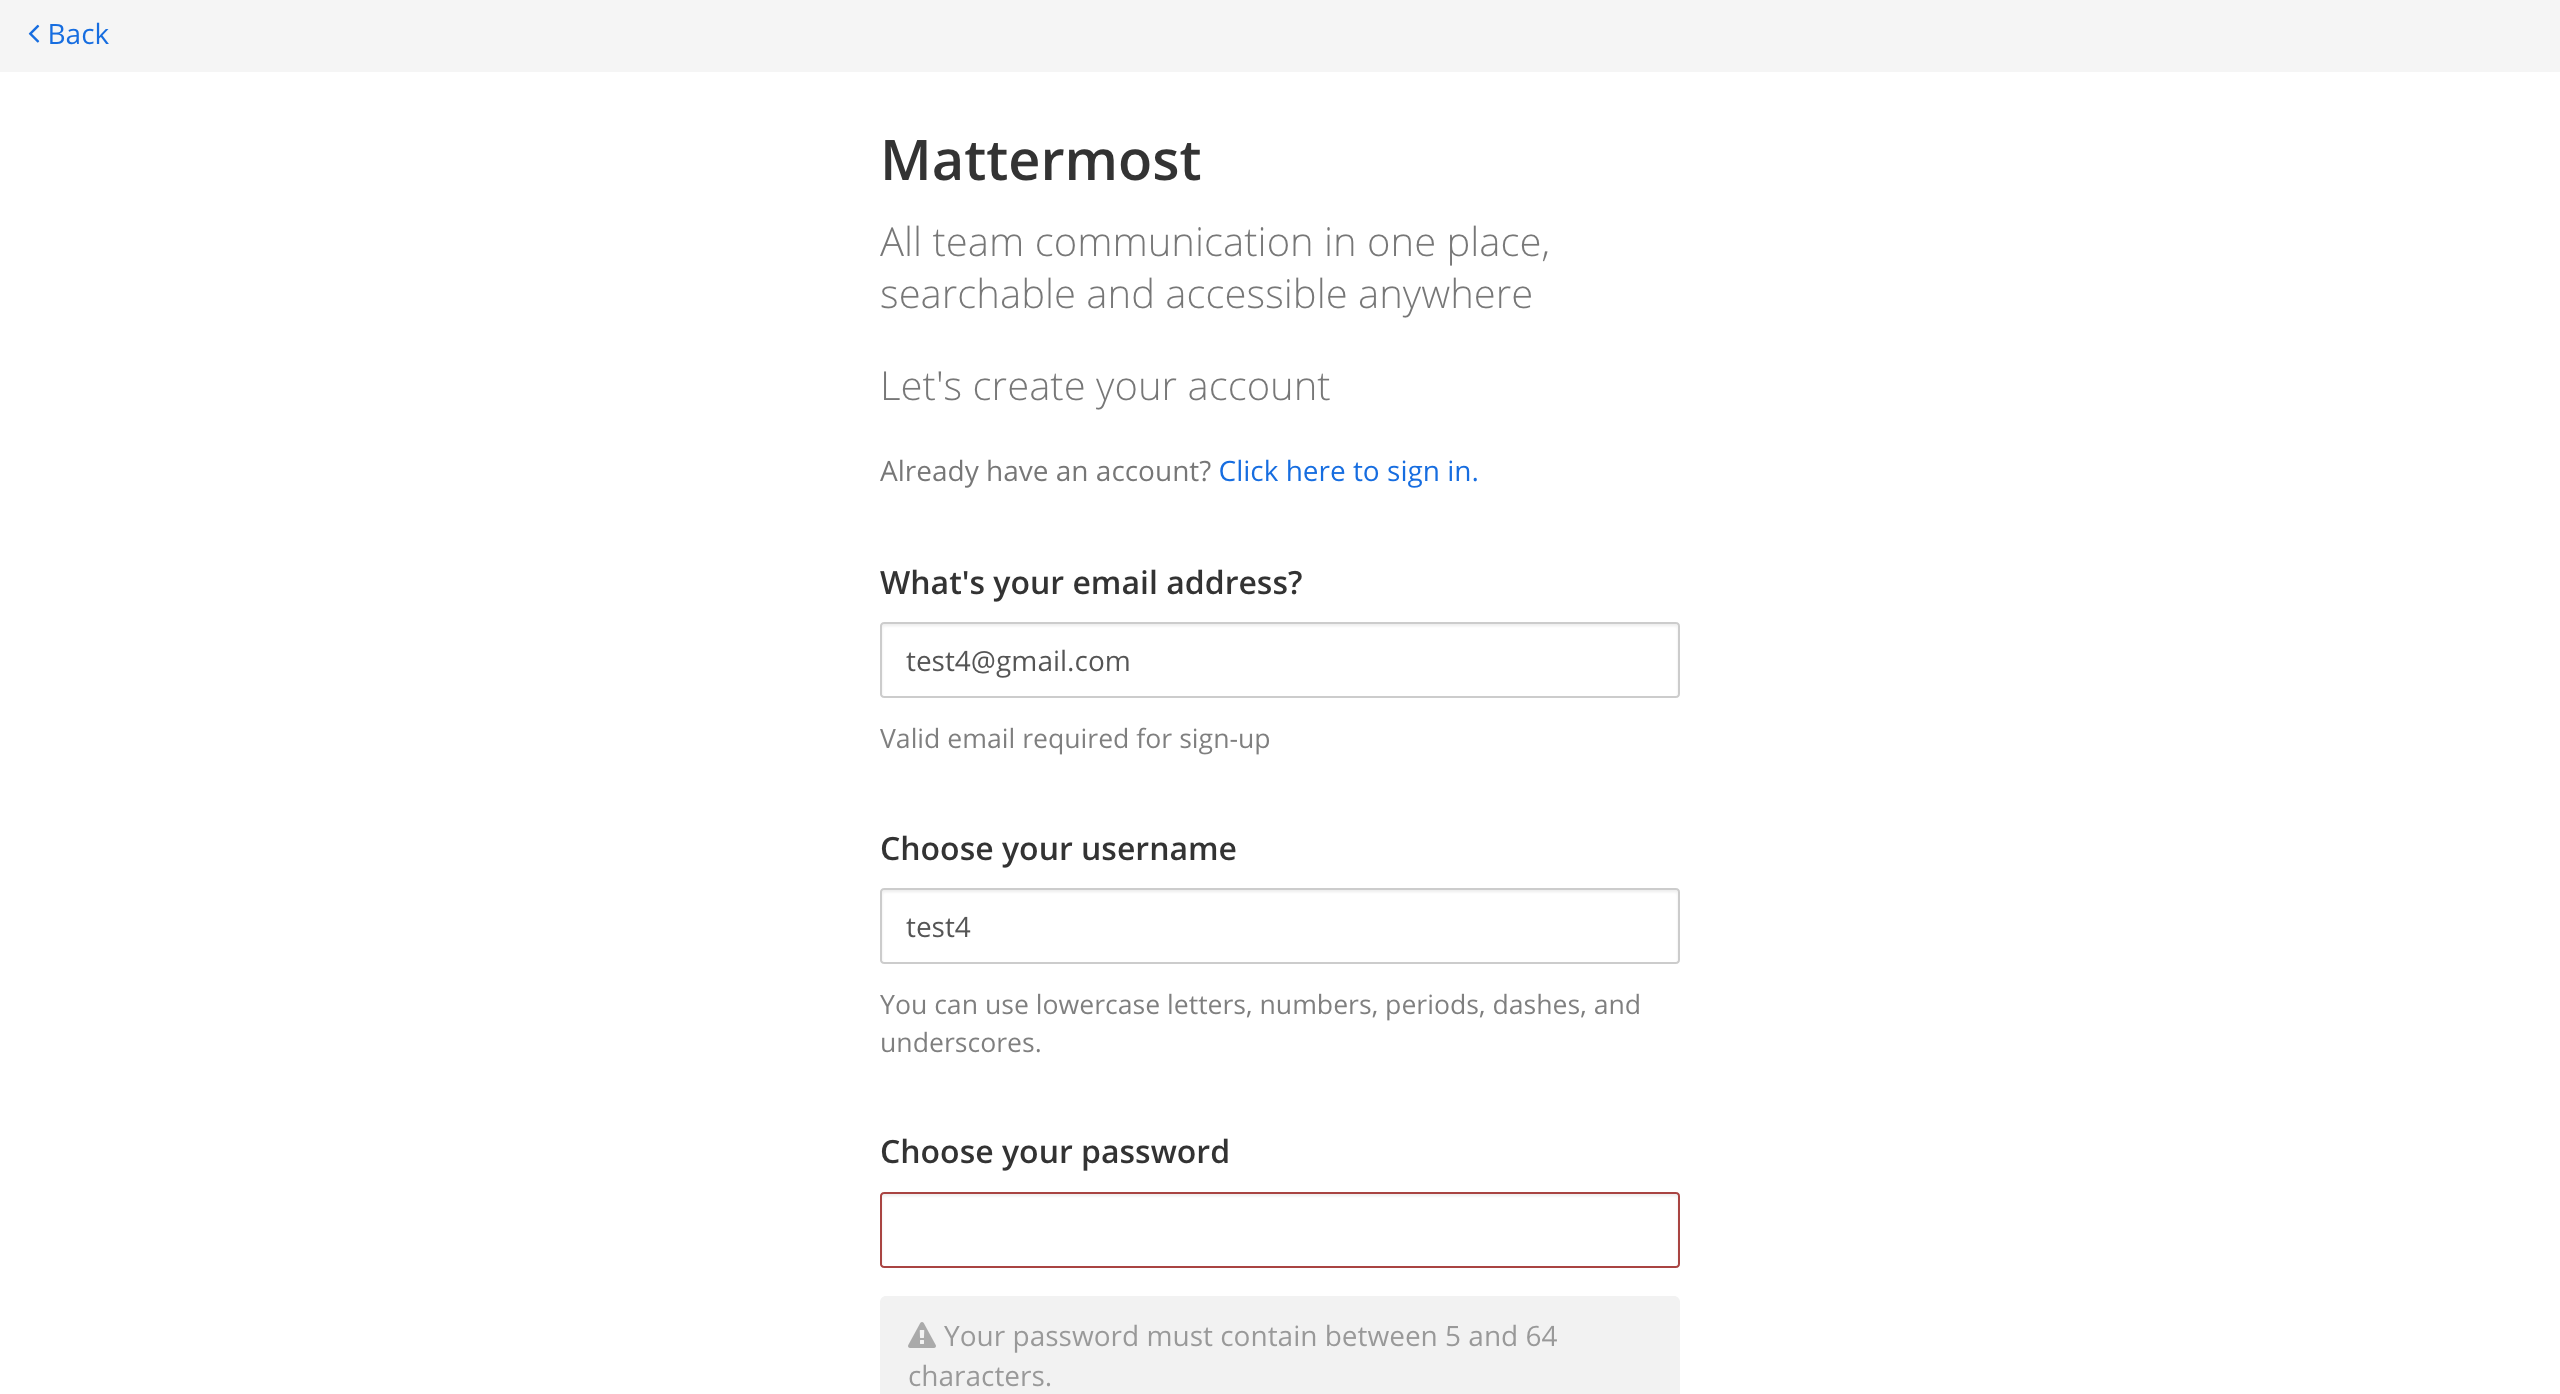 Back
Mattermost
All team communication in one place,
searchable and accessible anywhere
Let's create your account
Already have an account? Click here to sign in.
What's your email address?
test4@gmail.com
Valid email required for sign-up
Choose your username
test4
You can use lowercase letters, numbers, periods, dashes, and
underscores.
Choose your password
Your password must contain between 5 and 64
characters.